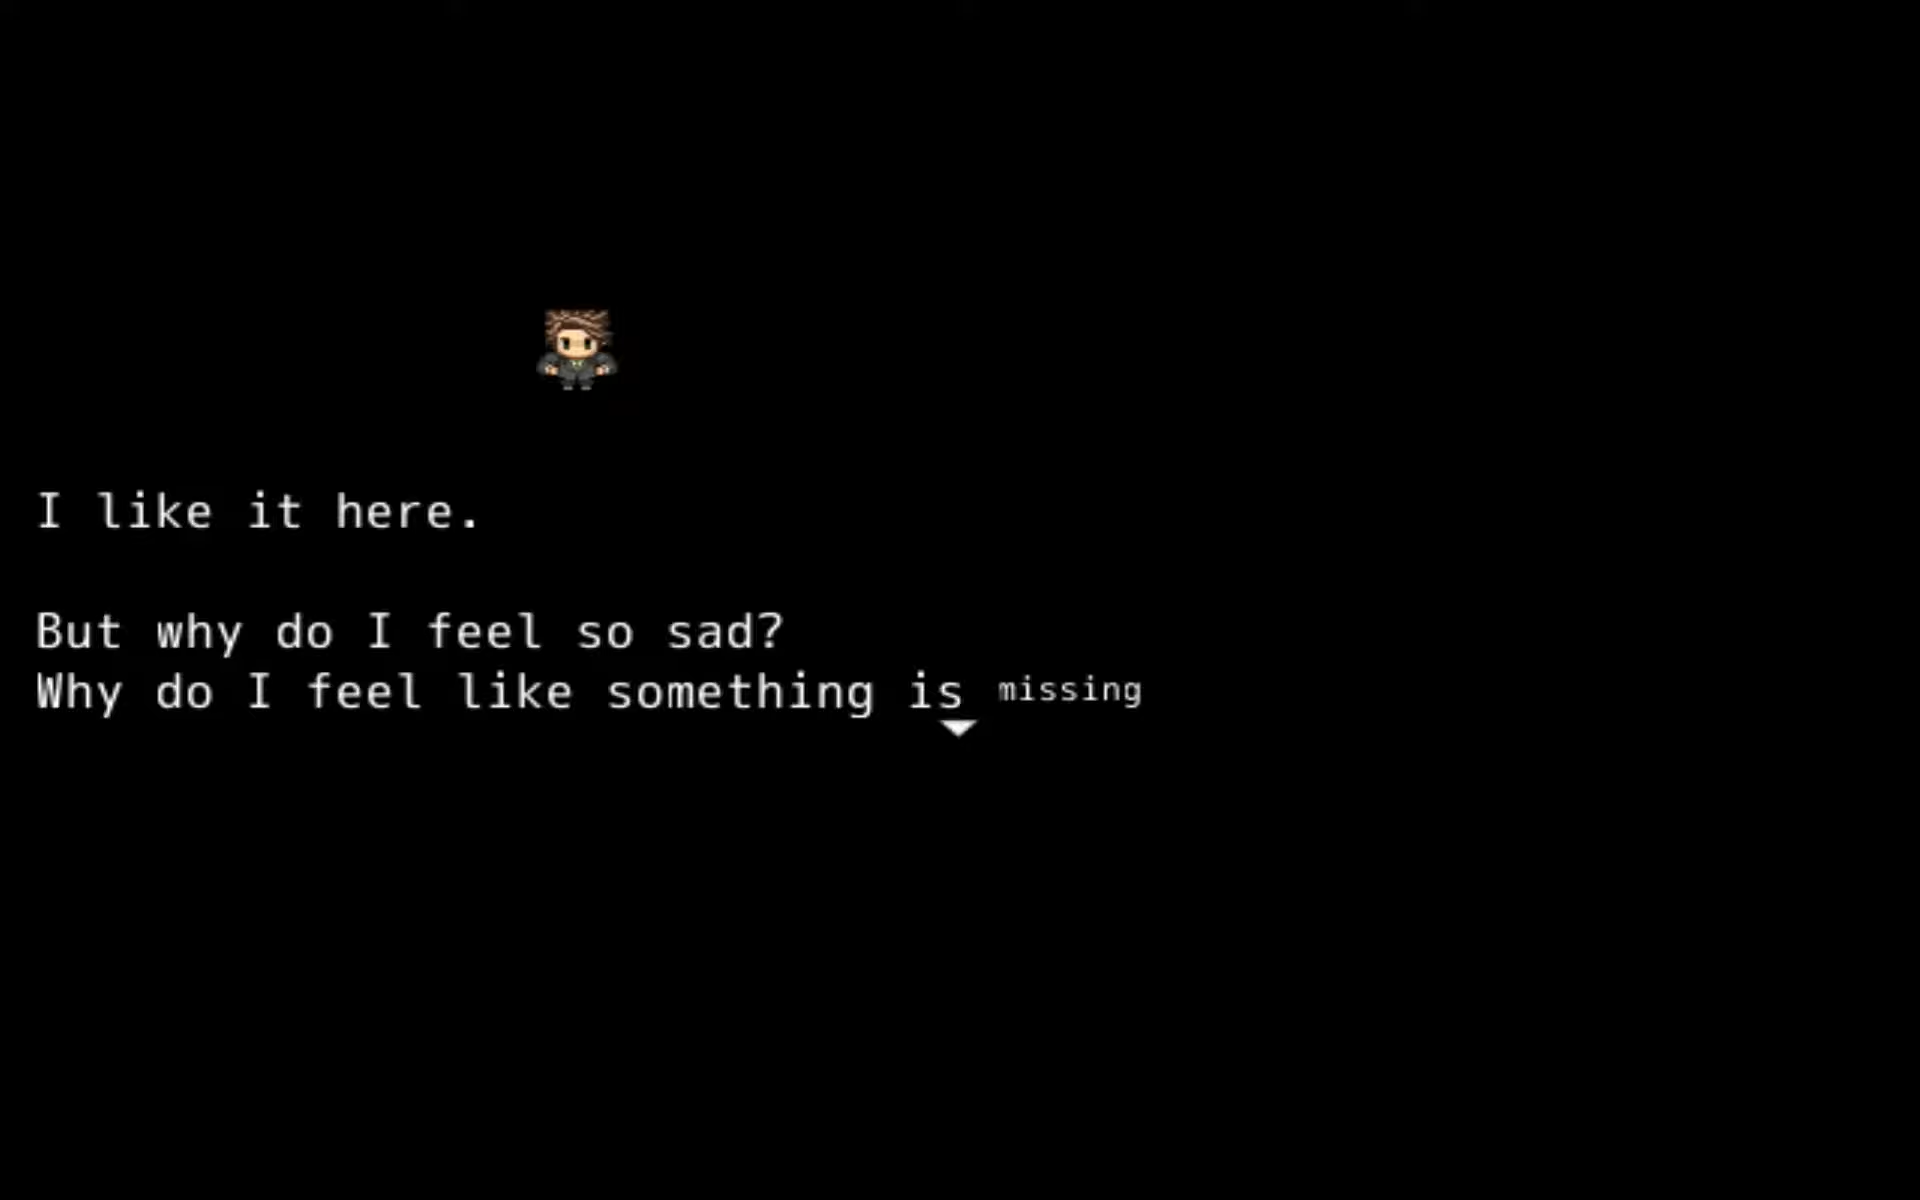 I like it here.
But why do I feel so sad?
Why do I feel like something is missing